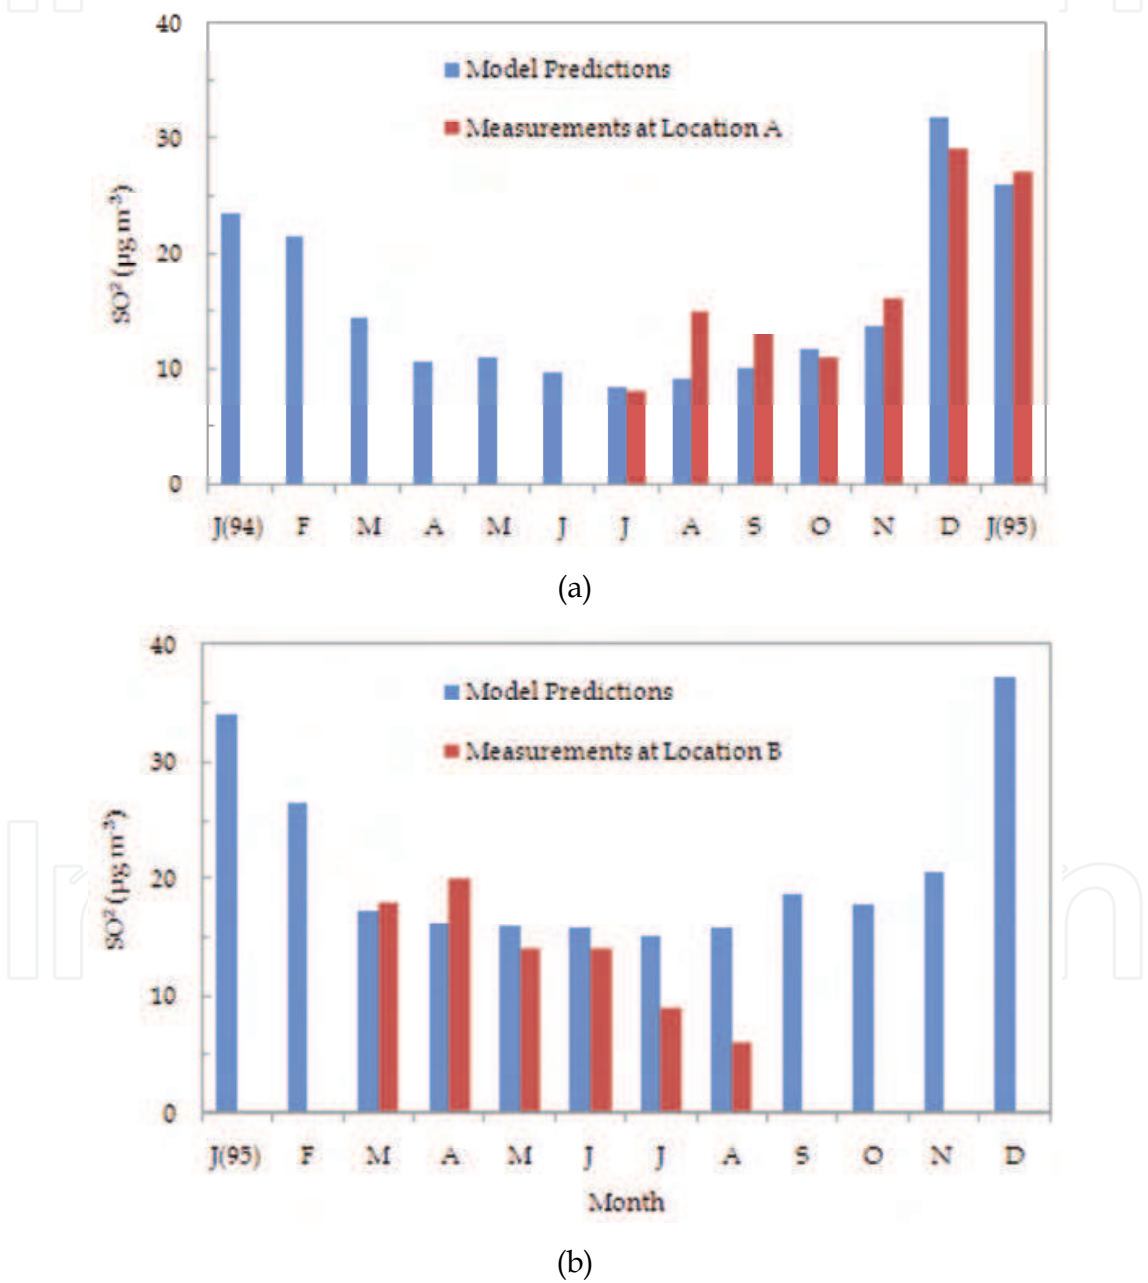 40
Model Predictions
Measurements at Location A
30
20
10
0
SO² (µg m⁻³)
J(94) F M A M J J A S O N D J(95)
(a)
40
Model Predictions
Measurements at Location B
30
20
10
0
SO² (µg m⁻³)
J(95) F M A M J J A S O N D
Month
(b)